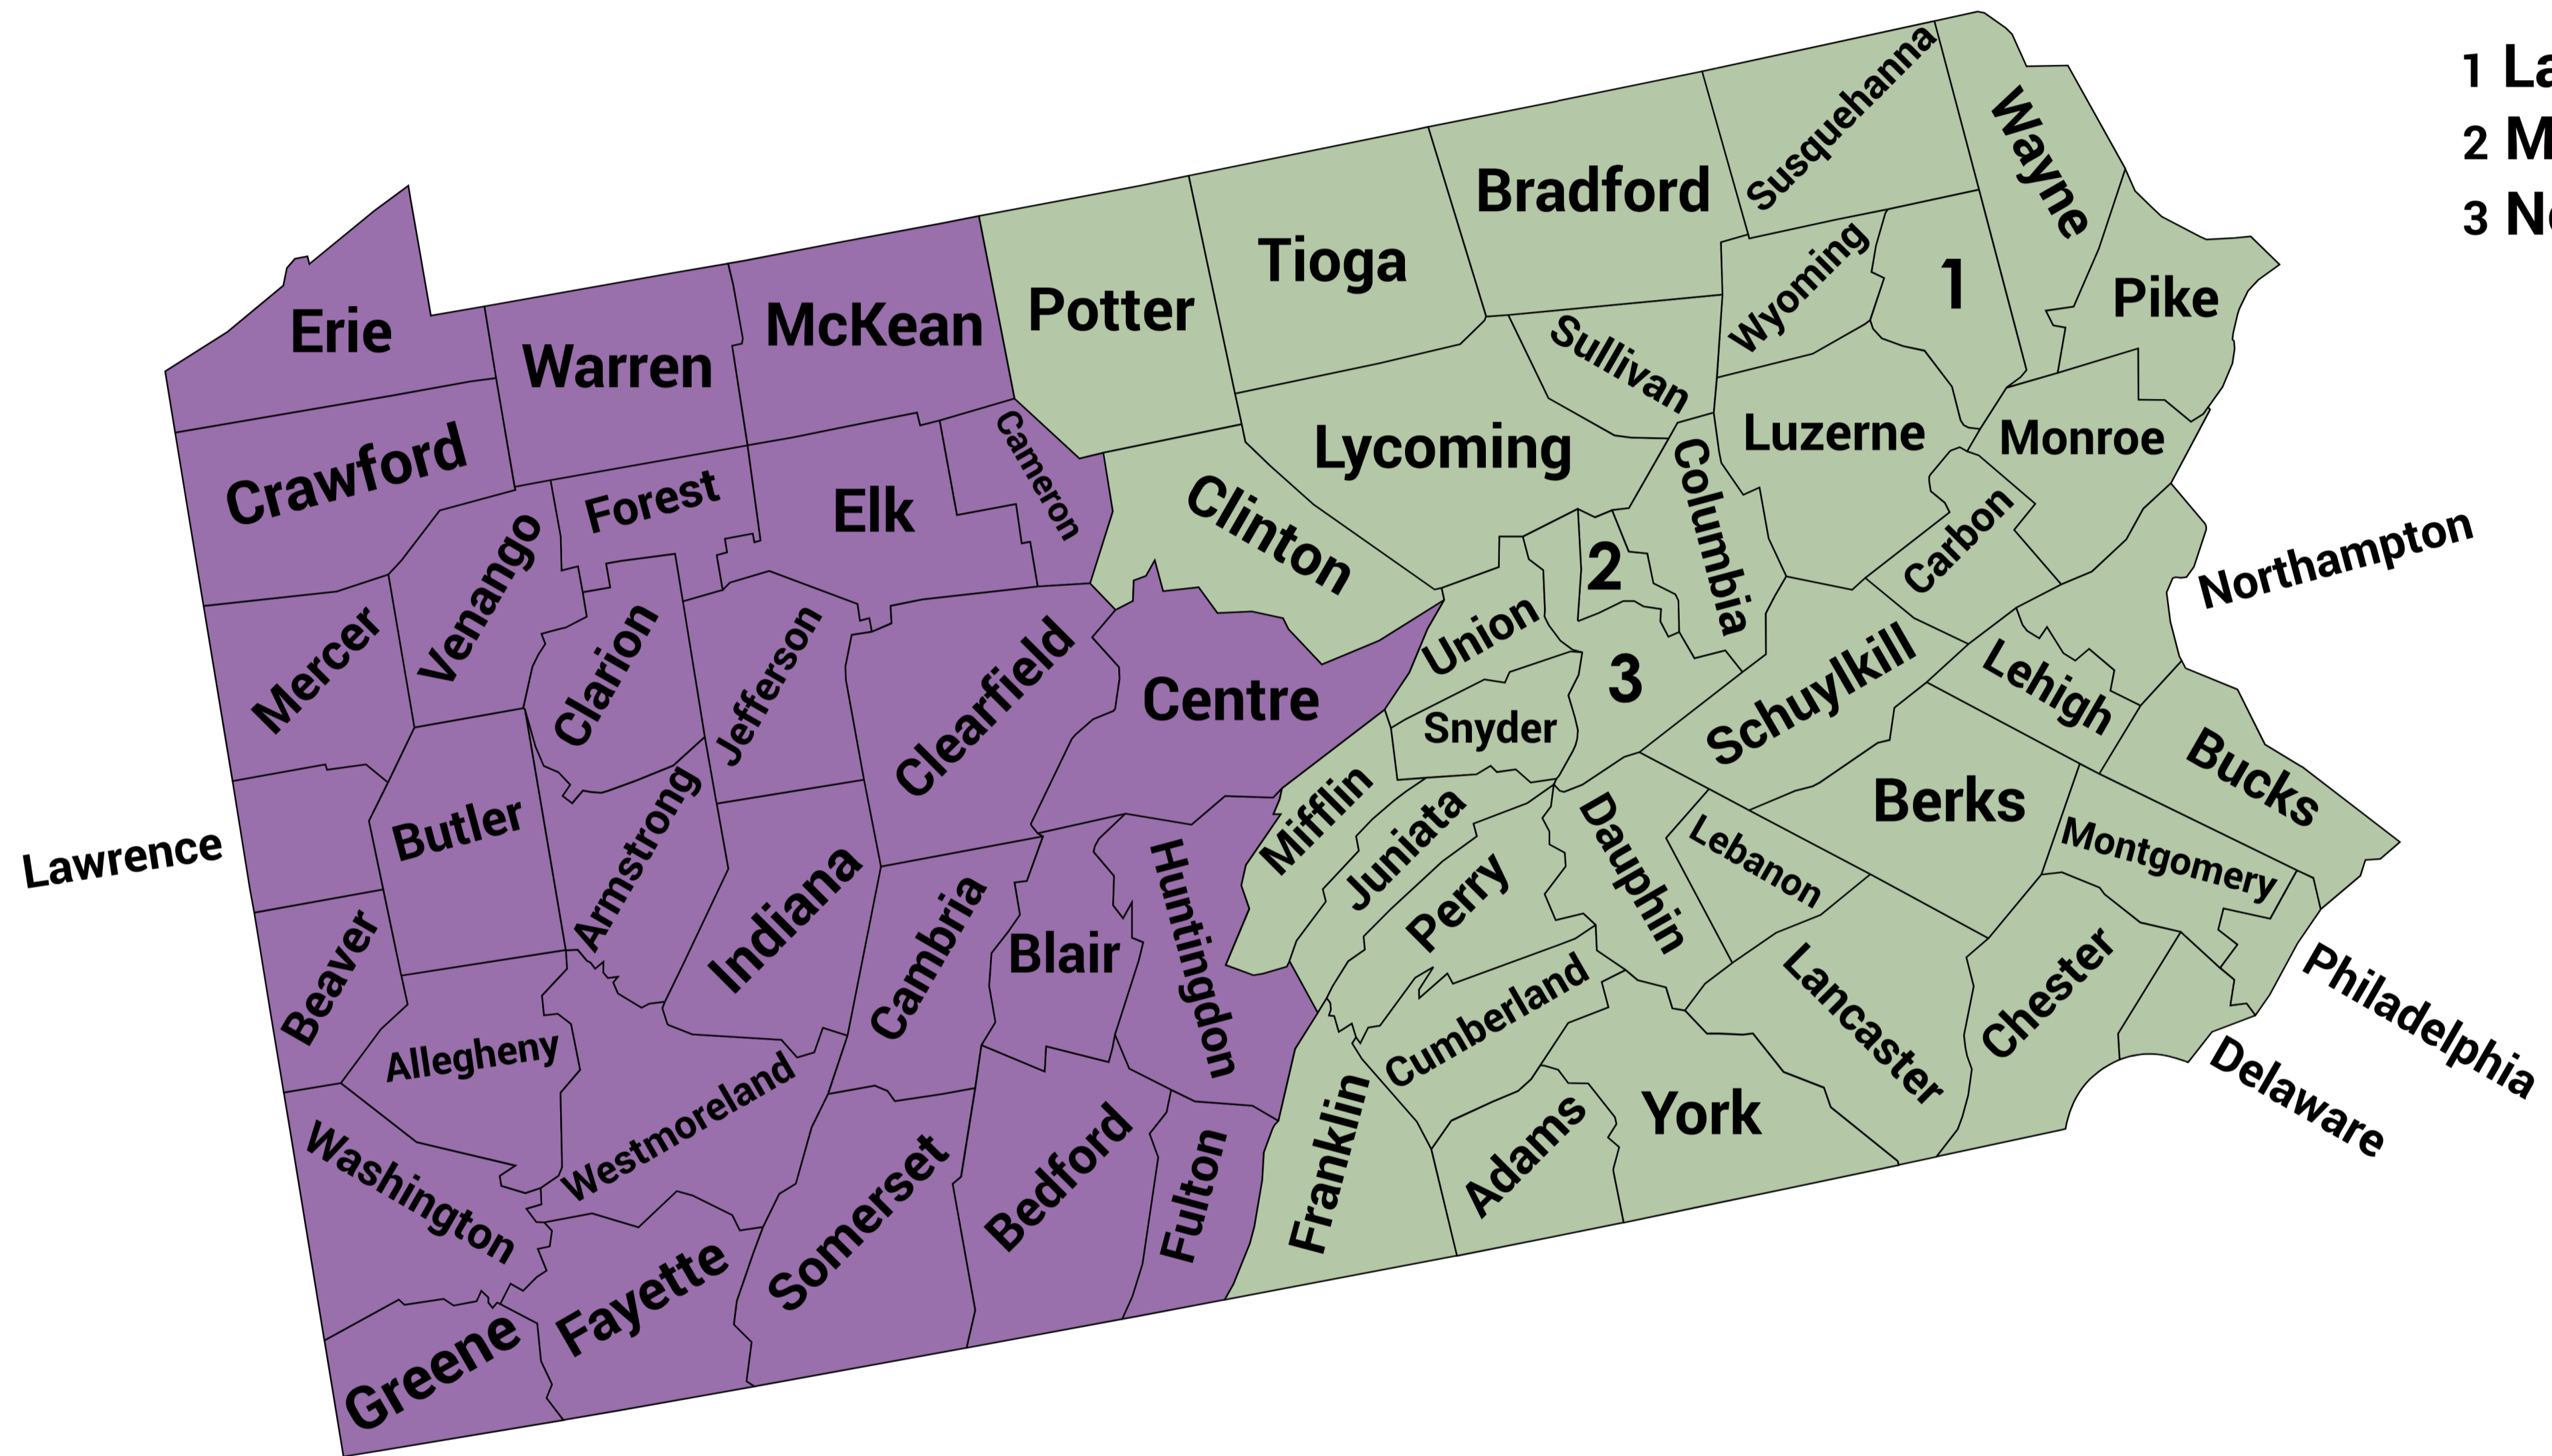 1 La
2 M
3 No
Susquehanna
Wayne
Bradford
Tioga
Potter
McKean
Warren
Erie
Wyoming
1
Pike
Sullivan
Luzerne
Monroe
Lycoming
Columbia
Cameron
Crawford
Forest
Elk
Clinton
Carbon
Northampton
2
Venango
Mercer
Clarion
Jefferson
Clearfield
Centre
Union
3
Snyder
Schuylkill
Lehigh
Bucks
Berks
Montgomery
Lawrence
Butler
Armstrong
Indiana
Cambria
Blair
Huntingdon
Mifflin
Juniata
Perry
Dauphin
Lebanon
Lancaster
Chester
Philadelphia
Delaware
Beaver
Allegheny
Westmoreland
Cumberland
York
Adams
Franklin
Fulton
Bedford
Somerset
Washington
Fayette
Greene